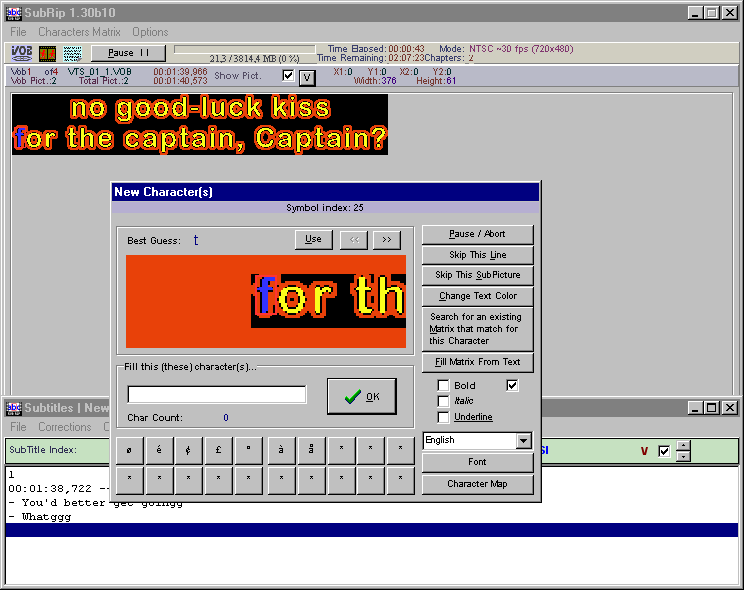 SubRip 1.30b10
File Characters Matrix Options
VOB Pause II 21,3 / 3814,4 MB (0 %) Time Elapsed: 00:00:43 Mode: NTSC ~30 fps (720x480)
Time Remaining: 02:07:23 Chapters: 2
Vob1 of4 VTS_01_1.VOB 00:01:39,966 Show Pict. V X1:0 Y1:0 X2:0 Y2:0
Vob Pict.:2 Total Pict.:2 00:01:40,573 Width:376 Height:61
no good-luck kiss
for the captain, Captain?
New Character(s)
Symbol index: 25
Best Guess: t Use << >>
for th
Fill this (these) character(s)...
OK
Char Count: 0
ø é ¢ £ ° à å * * *
* * * * * * * * * *
Pause / Abort
Skip This Line
Skip This SubPicture
Change Text Color
Search for an existing
Matrix that match for
this Character
Fill Matrix From Text
Bold
Italic
Underline
English
Font
Character Map
abc Subtitles | New
File Corrections
SubTitle Index: V
1
00:01:38,722 --
- You'd better get goingg
- Whatggg